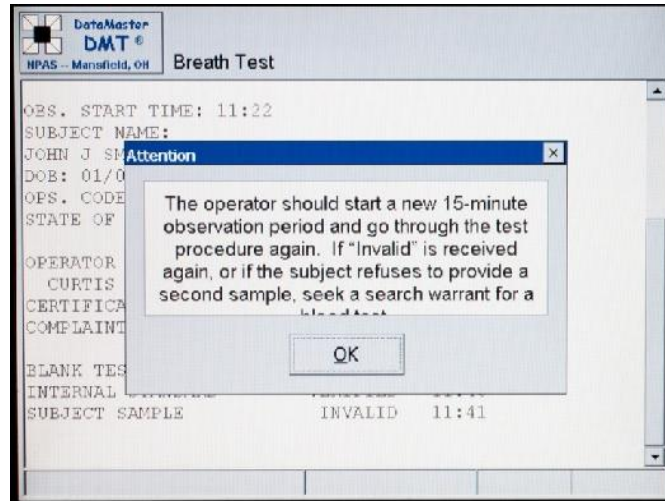 DataMaster
DMT ®
NPAS -- Mansfield, OH
Breath Test
OBS. START TIME: 11:22
SUBJECT NAME:
JOHN J
DOB: 01/0
OPS. CODE
STATE OF
OPERATOR
CURTIS
CERTIFICA
COMPLAINT
BLANK TES
INTERNAL
SUBJECT SAMPLE INVALID 11:41
Attention
The operator should start a new 15-minute
observation period and go through the test
procedure again. If "Invalid" is received
again, or if the subject refuses to provide a
second sample, seek a search warrant for a
OK